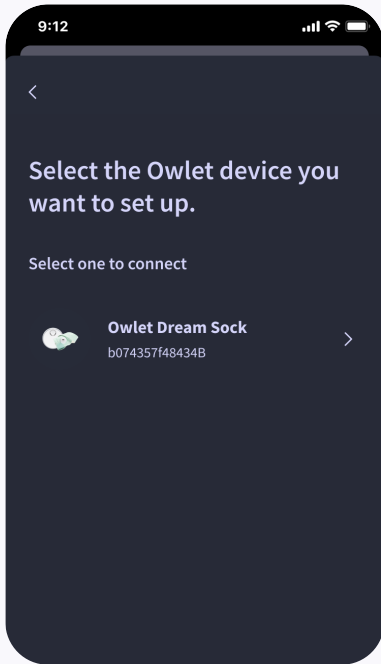 9:12
Select the Owlet device you
want to set up.
Select one to connect
Owlet Dream Sock
b074357f48434B